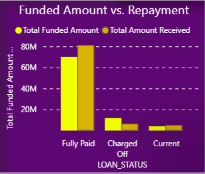 Funded Amount vs. Repayment
Total Funded Amount Total Amount Received
Total Funded Amount ...
80M
60M
40M
20M
Fully Paid
Charged
Off
Current
LOAN_STATUS